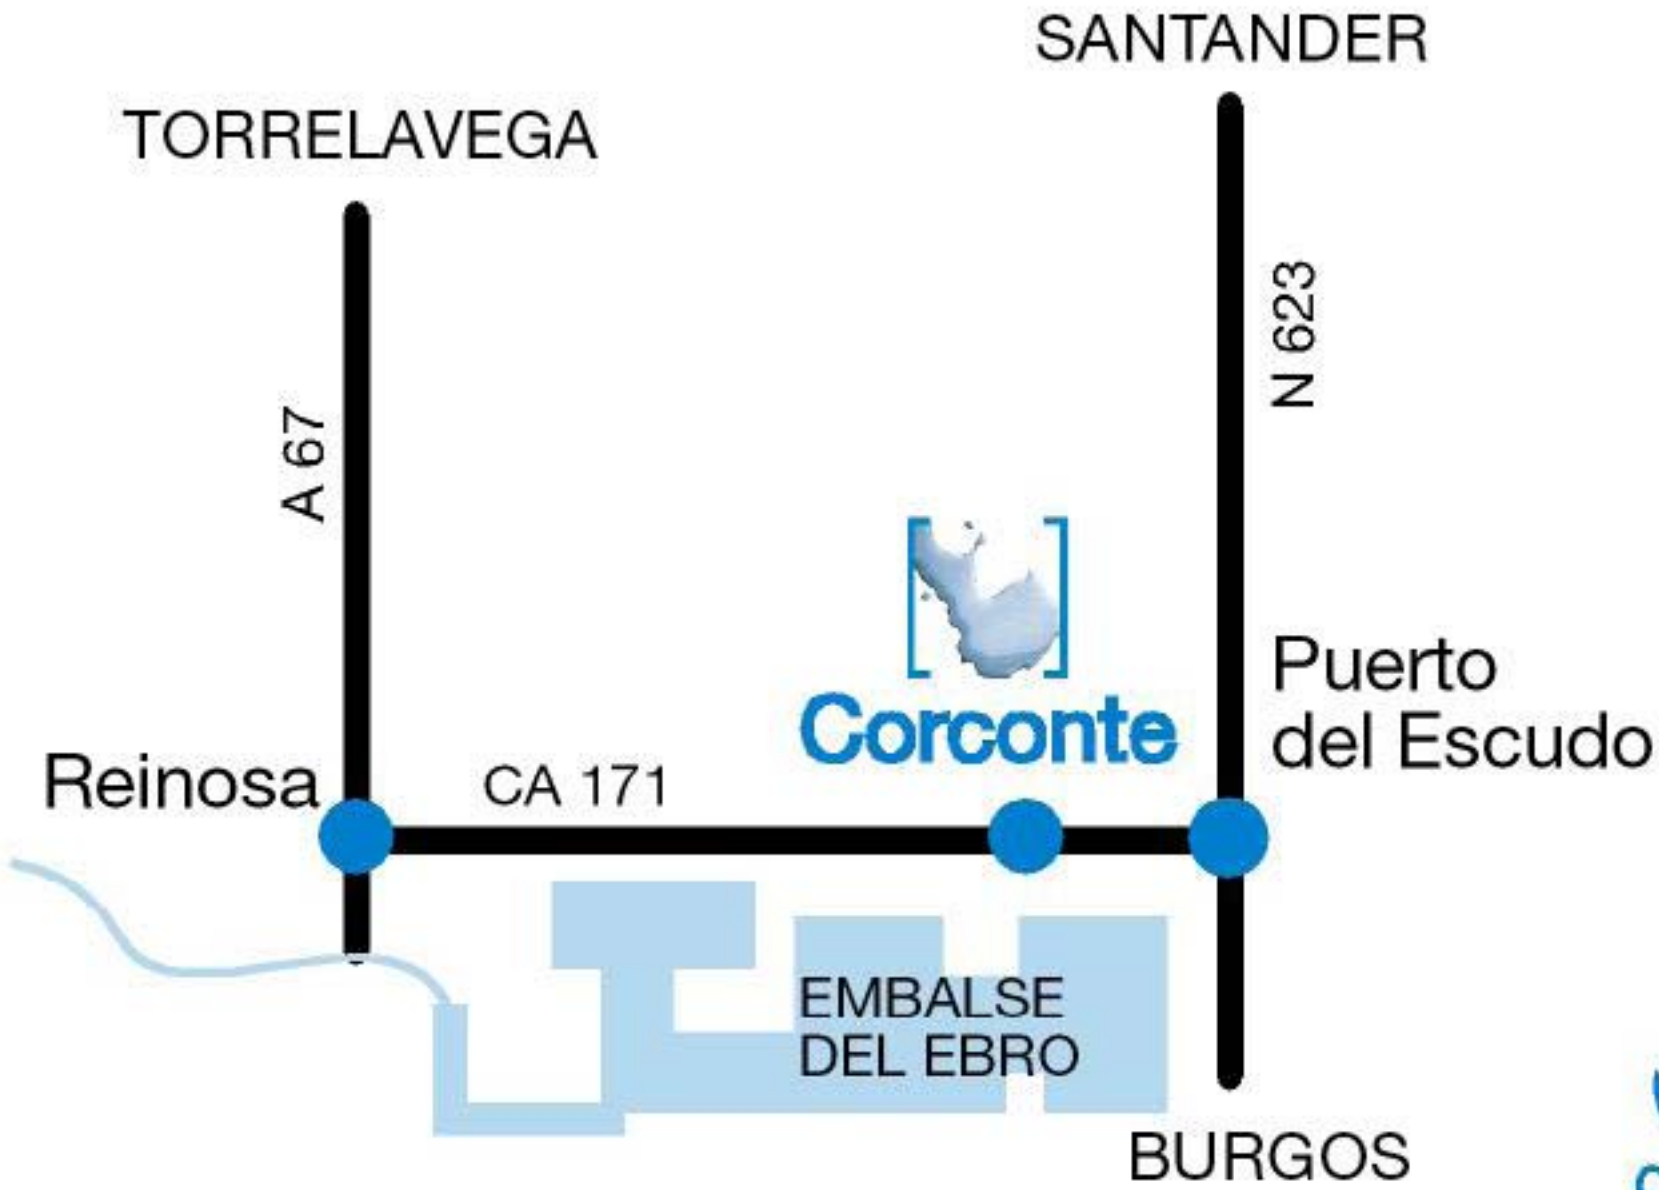 SANTANDER
TORRELAVEGA
N 623
A 67
Corconte
Puerto
del Escudo
Reinosa
CA 171
EMBALSE
DEL EBRO
BURGOS